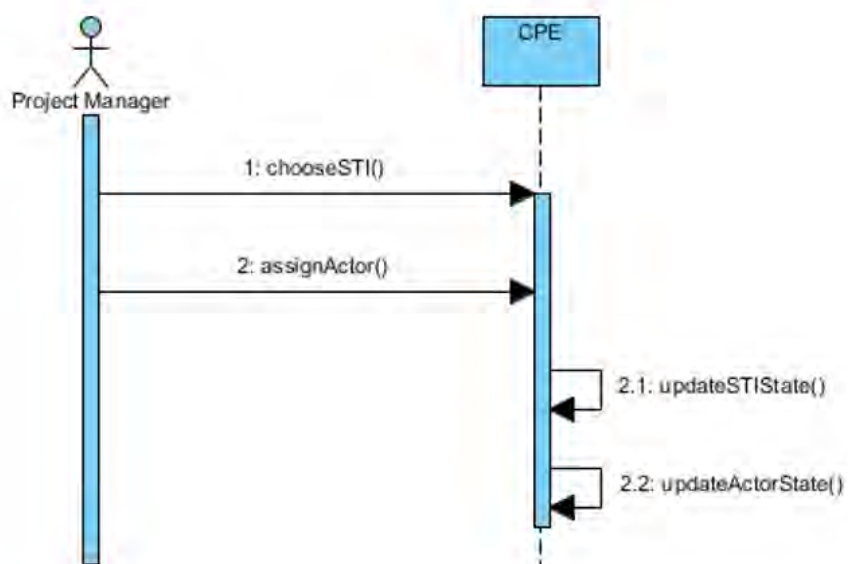 CPE
Project Manager
1: chooseSTI()
2: assignActor()
2.1: updateSTIState()
2.2: updateActorState()